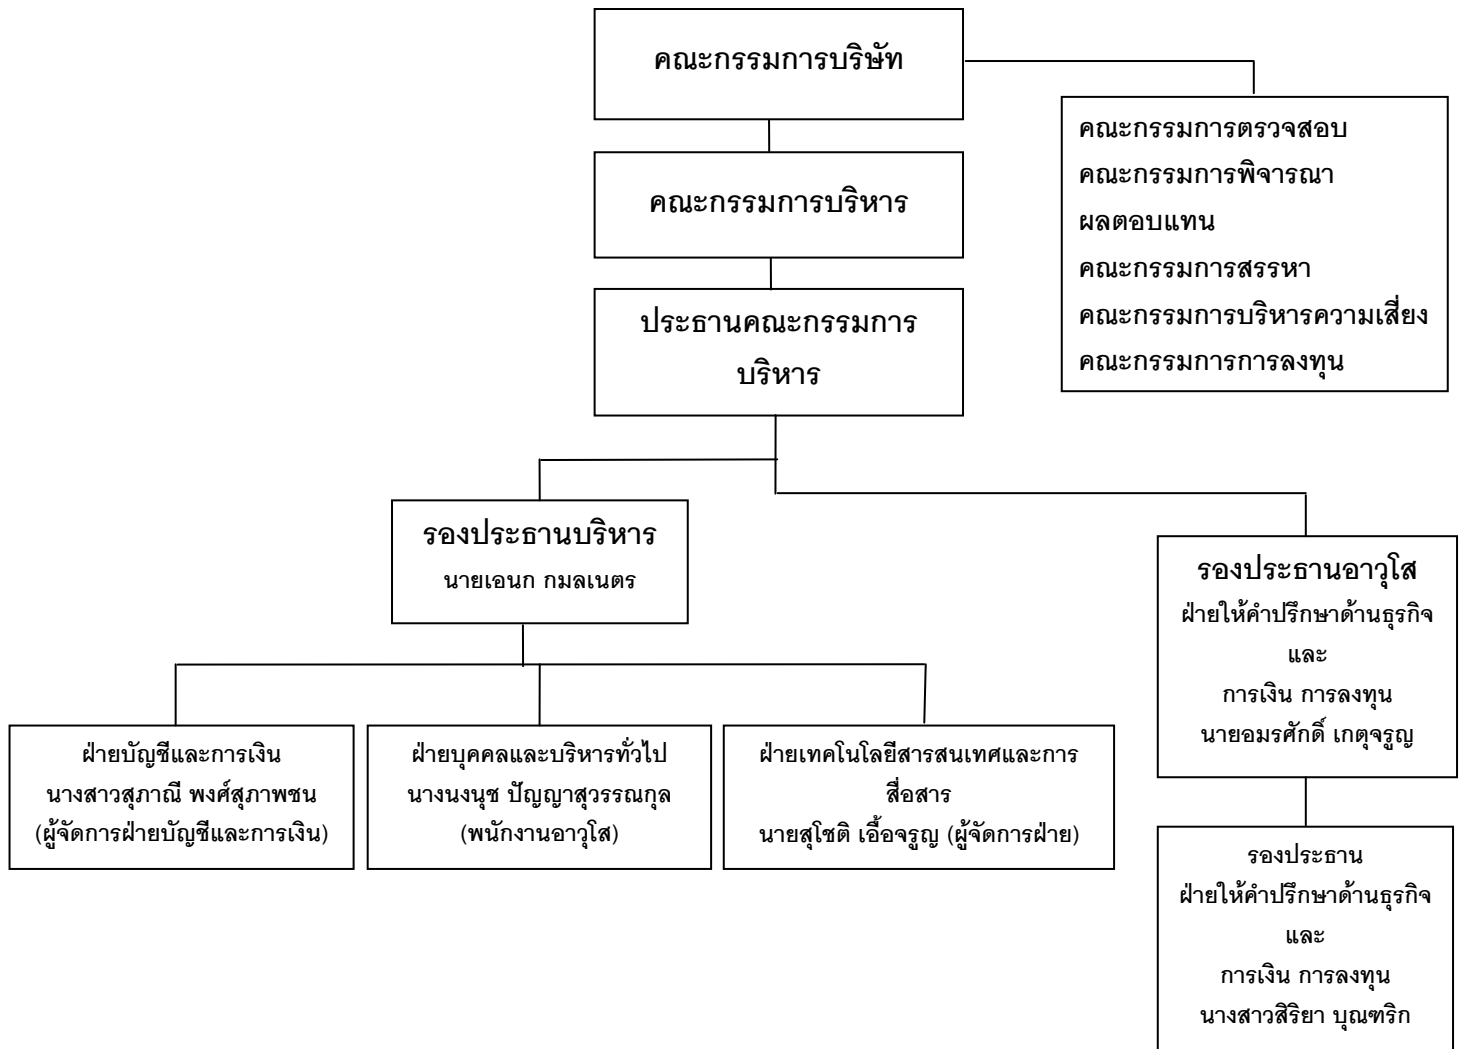 คณะกรรมการบริษัท
คณะกรรมการตรวจสอบ
คณะกรรมการพิจารณา
ผลตอบแทน
คณะกรรมการสรรหา
คณะกรรมการบริหารความเสี่ยง
คณะกรรมการการลงทุน
คณะกรรมการบริหาร
ประธานคณะกรรมการ
บริหาร
รองประธานบริหาร
นายเอนก กมลเนตร
รองประธานอาวุโส
ฝ่ายให้คำปรึกษาด้านธุรกิจ
และ
การเงิน การลงทุน
นายอมรศักดิ์ เกตุจรูญ
ฝ่ายบัญชีและการเงิน
นางสาวสุภาณี พงศ์สุภาพชน
(ผู้จัดการฝ่ายบัญชีและการเงิน)
ฝ่ายบุคคลและบริหารทั่วไป
นางนงนุช ปัญญาสุวรรณกุล
(พนักงานอาวุโส)
ฝ่ายเทคโนโลยีสารสนเทศและการ
สื่อสาร
นายสุโชติ เอื้อจรูญ (ผู้จัดการฝ่าย)
รองประธาน
ฝ่ายให้คำปรึกษาด้านธุรกิจ
และ
การเงิน การลงทุน
นางสาวสิริยา บุณฑริก